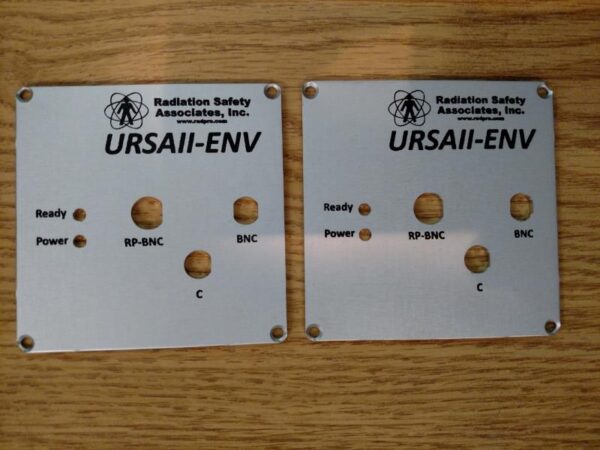 Radiation Safety
Associates, Inc.
www.radpro.com
URSAII-ENV
Ready
Power
RP-BNC
BNC
C
Radiation Safety
Associates, Inc.
www.radpro.com
URSAII-ENV
Ready
Power
RP-BNC
BNC
C